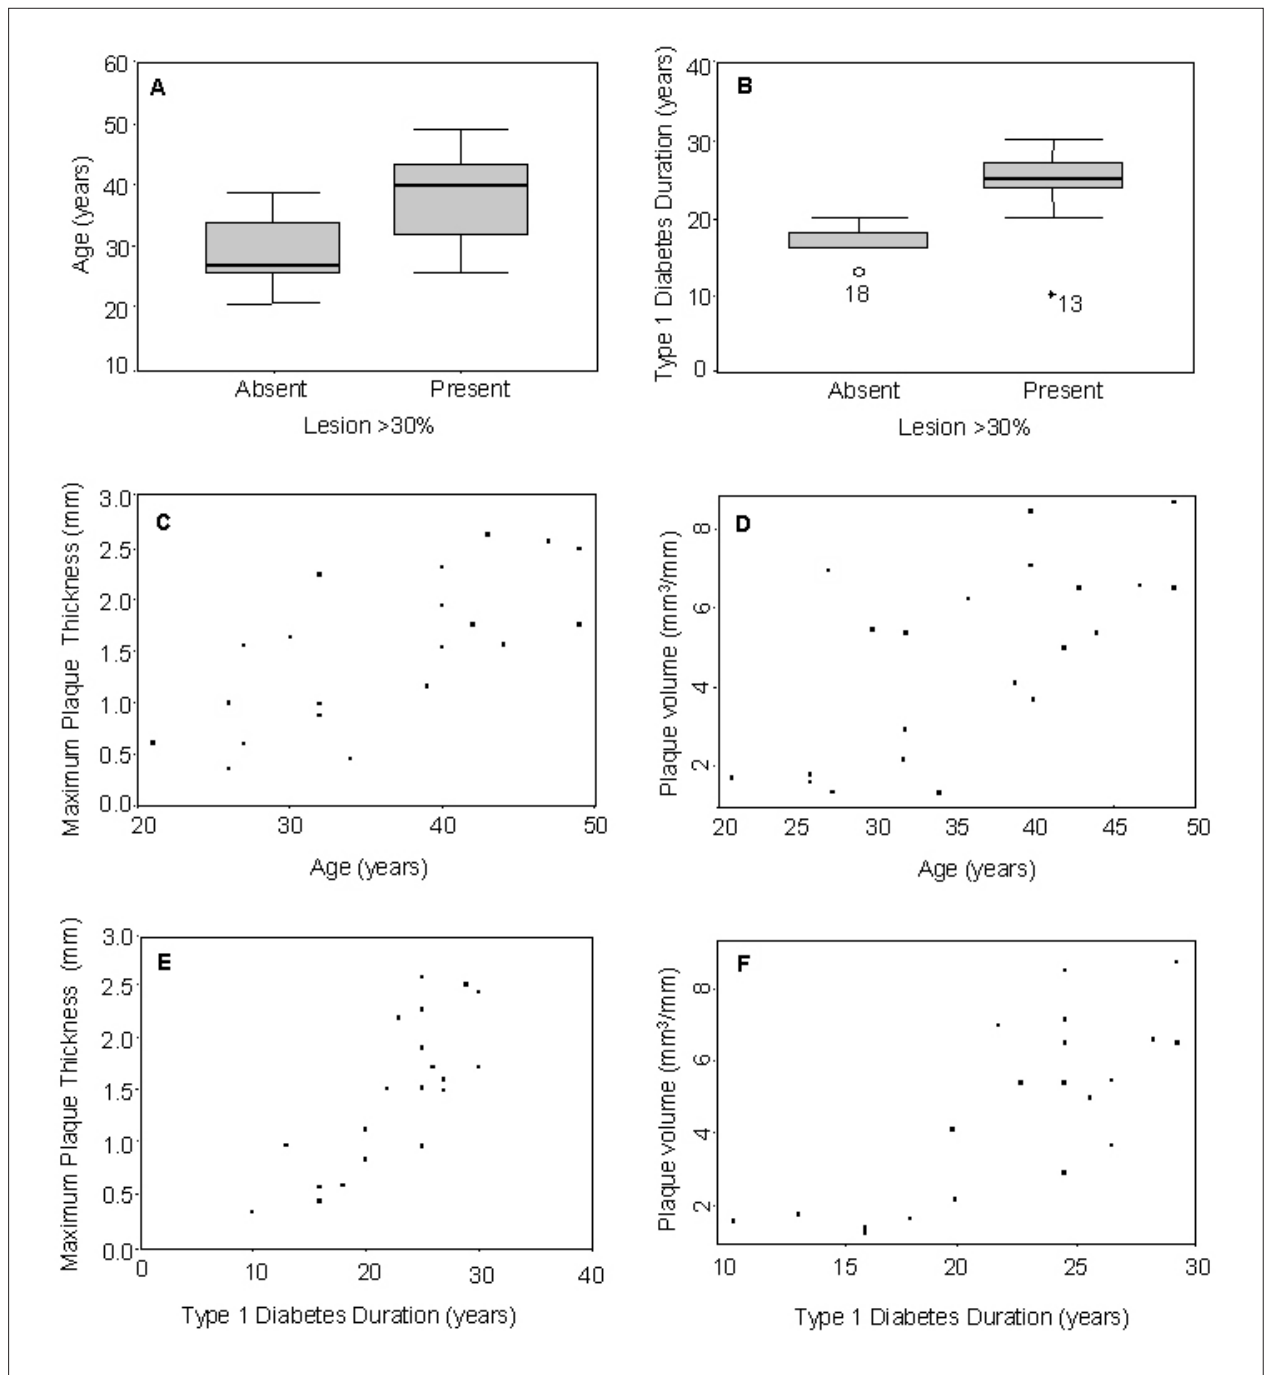 A
Age (years)
60
50
40
30
20
10
Absent
Present
Lesion >30%
B
Type 1 Diabetes Duration (years)
40
30
20
10
0
18
13
Absent
Present
Lesion >30%
C
Maximum Plaque Thickness (mm)
3.0
2.5
2.0
1.5
1.0
0.5
0.0
20
30
40
50
Age (years)
D
Plaque volume (mm³/mm)
8
6
4
2
20
25
30
35
40
45
50
Age (years)
E
Maximum Plaque Thickness (mm)
3.0
2.5
2.0
1.5
1.0
0.5
0.0
0
10
20
30
40
Type 1 Diabetes Duration (years)
F
Plaque volume (mm³/mm)
8
6
4
2
10
15
20
25
30
Type 1 Diabetes Duration (years)